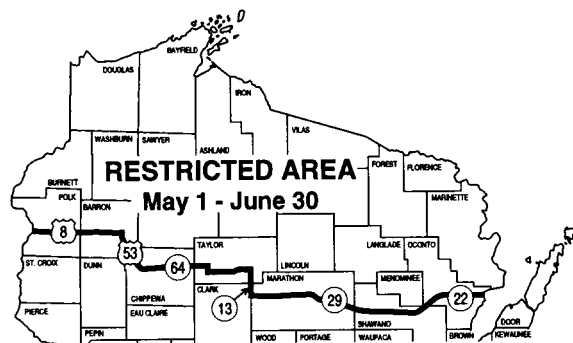 BAYFIELD
DOUGLAS
IRON
VILAS
WASHBURN
SAWYER
ASHLAND
FOREST
FLORENCE
RESTRICTED AREA
MARINETTE
BURNETT
May 1 - June 30
POLK
BARRON
8
TAYLOR
LANGLADE
OCONTO
53
ST. CROIX
DUNN
64
LINCOLN
MARATHON
MENOMINEE
CLARK
CHIPPEWA
29
22
PIERCE
EAU CLAIRE
13
SHAWANO
DOOR
PEPIN
WOOD
PORTAGE
WAUPACA
BROWN
KEWAUNEE